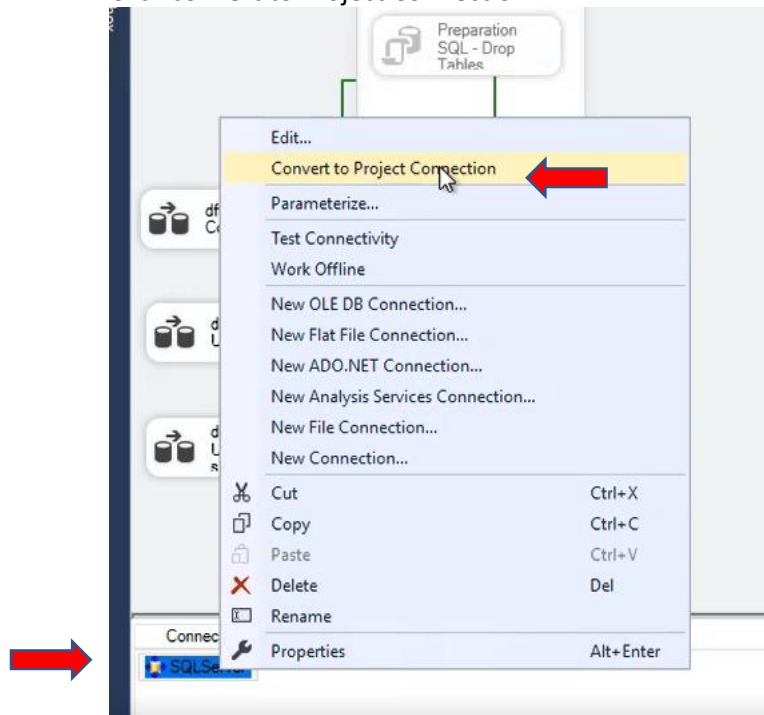 Preparation
SQL - Drop
Tables
Edit...
Convert to Project Connection
Parameterize...
Test Connectivity
Work Offline
New OLE DB Connection...
New Flat File Connection...
New ADO.NET Connection...
New Analysis Services Connection...
New File Connection...
New Connection...
Cut Ctrl+X
Copy Ctrl+C
Paste Ctrl+V
Delete Del
Rename
Properties Alt+Enter
Connec
SQLServer